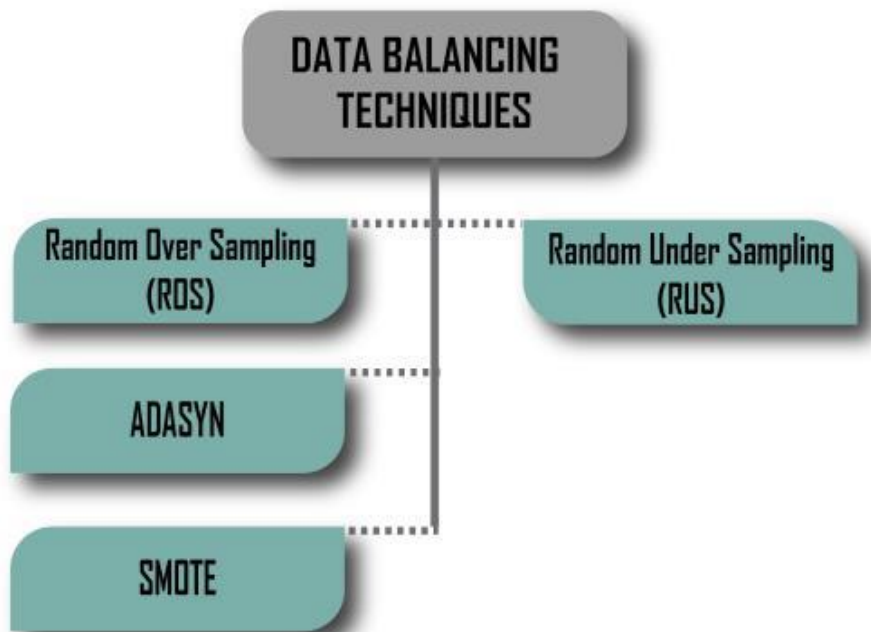 DATA BALANCING
TECHNIQUES
Random Over Sampling
(ROS)
Random Under Sampling
(RUS)
ADASYN
SMOTE